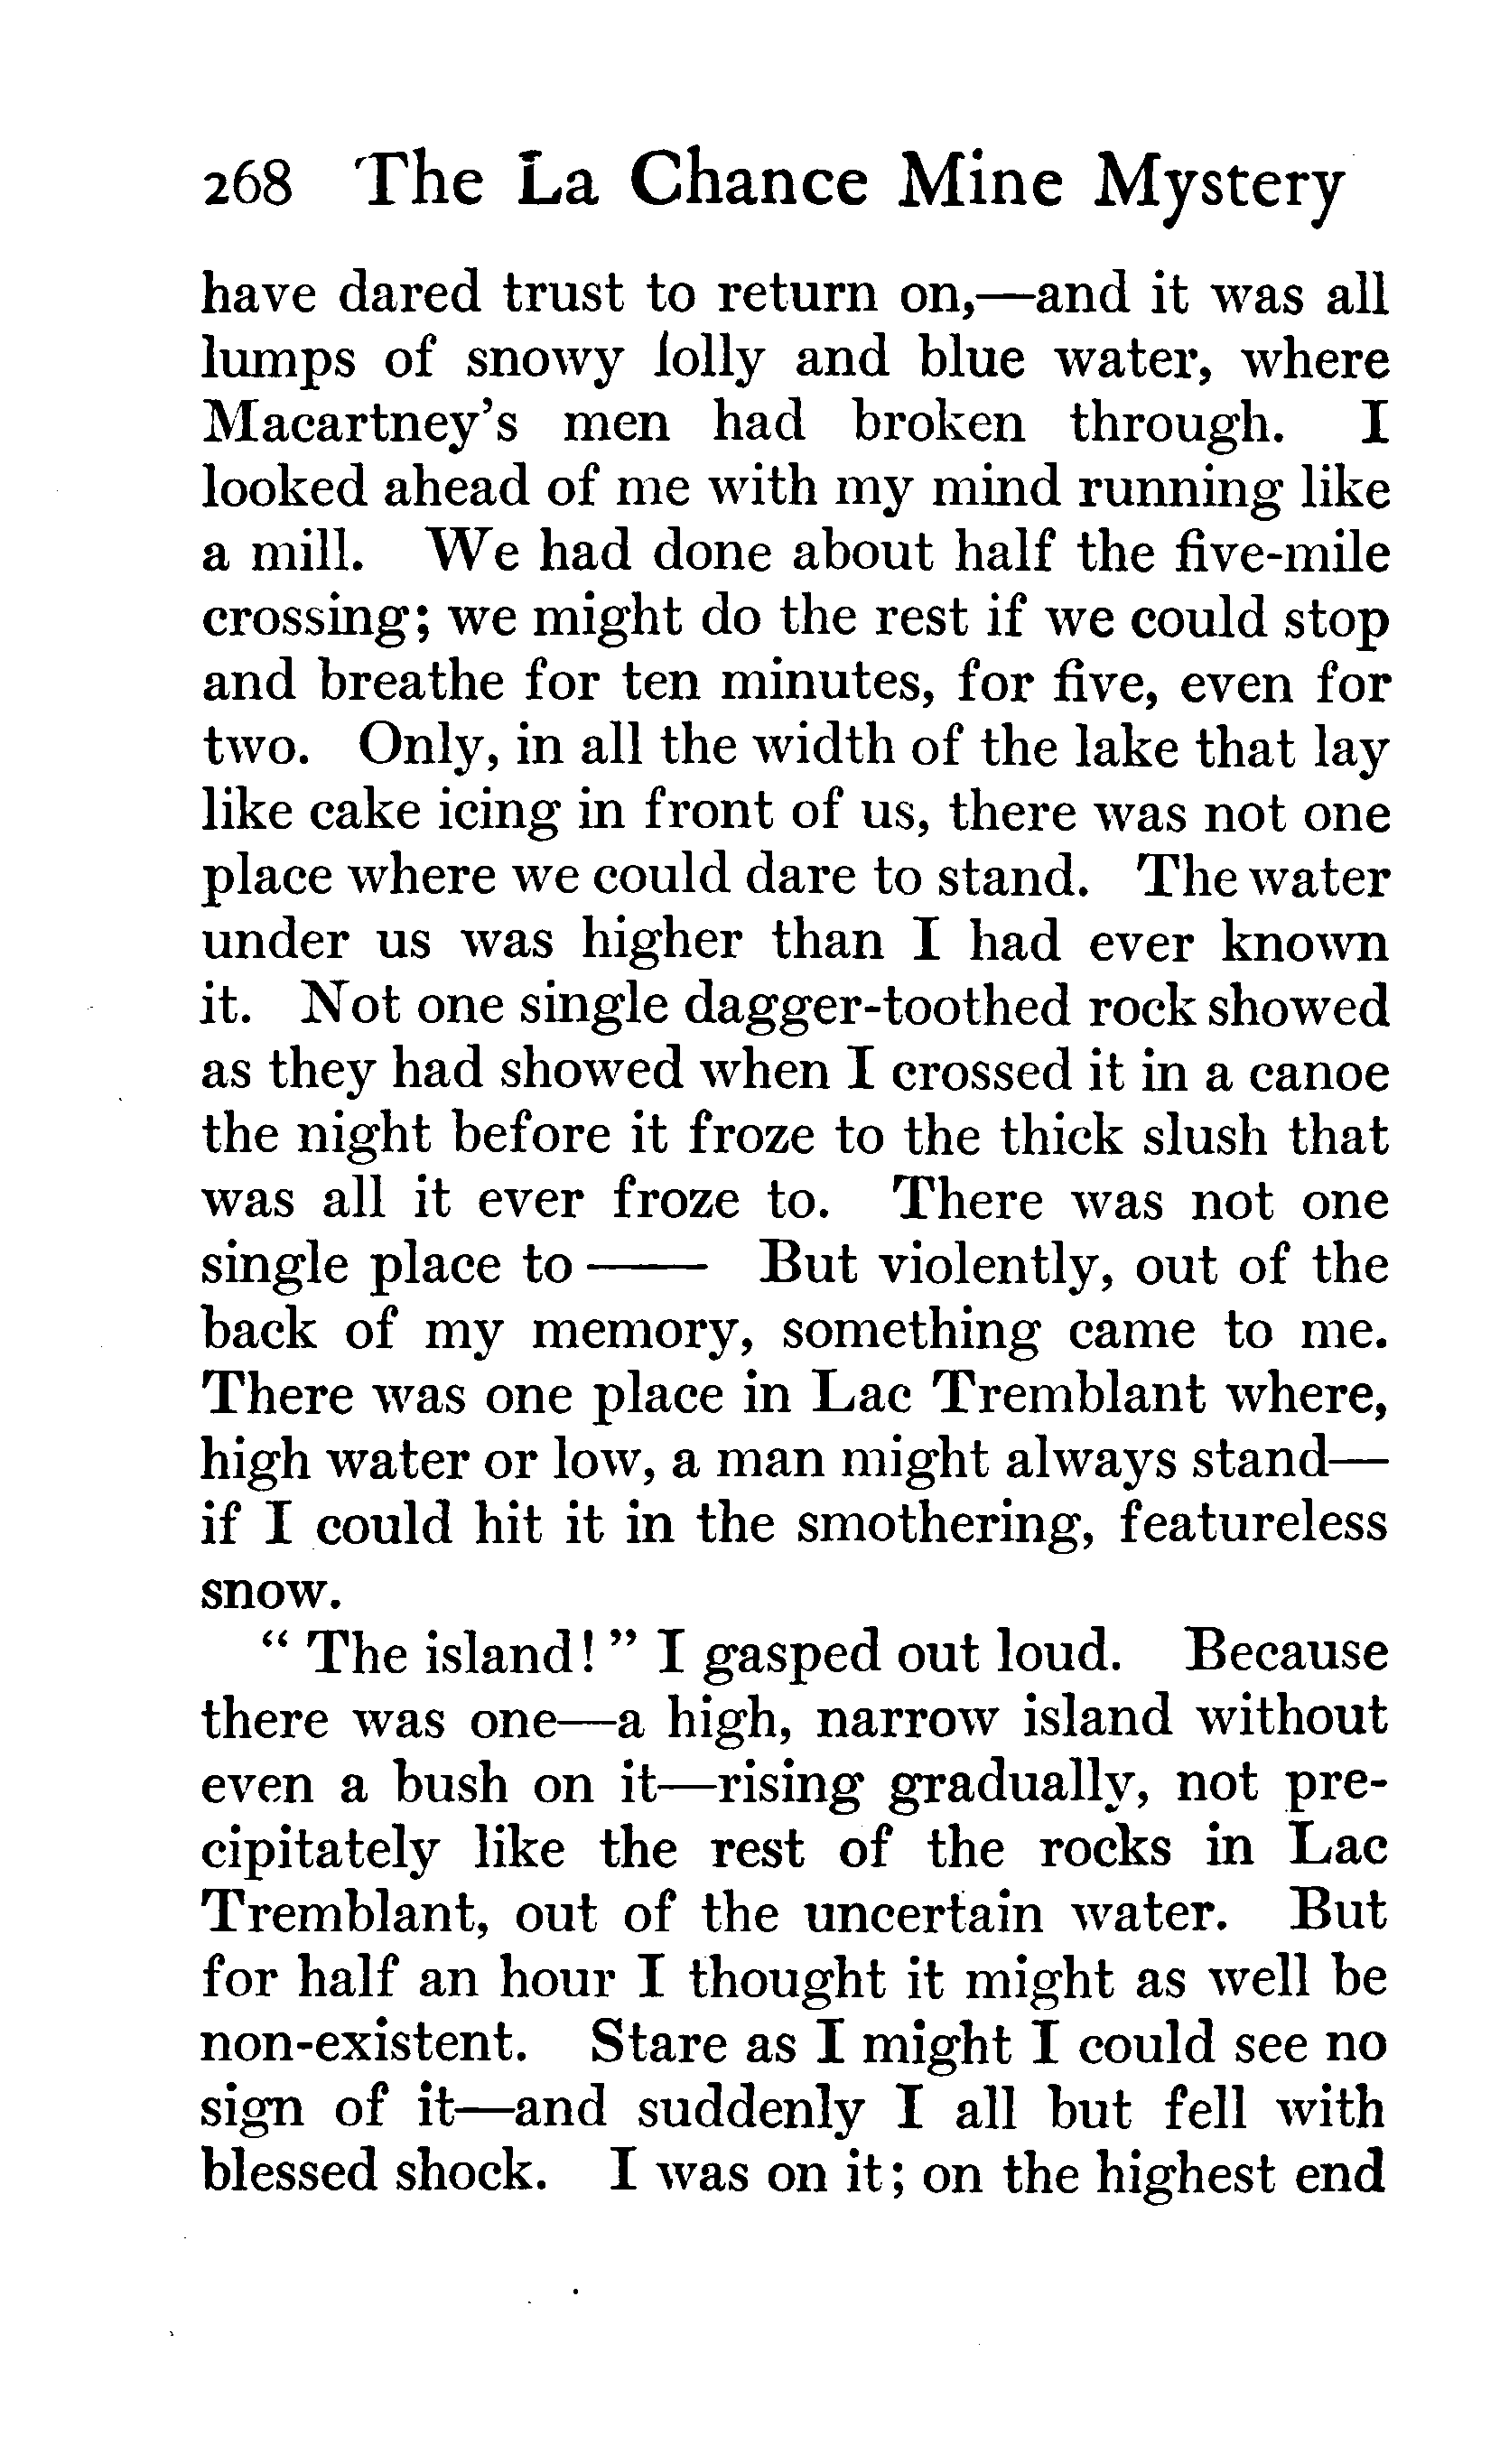 268 The La Chance Mine Mystery
have dared trust to return on,—and it was all
lumps of snowy lolly and blue water, where
Macartney's men had broken through. I
looked ahead of me with my mind running like
a mill. We had done about half the five-mile
crossing; we might do the rest if we could stop
and breathe for ten minutes, for five, even for
two. Only, in all the width of the lake that lay
like cake icing in front of us, there was not one
place where we could dare to stand. The water
under us was higher than I had ever known
it. Not one single dagger-toothed rock showed
as they had showed when I crossed it in a canoe
the night before it froze to the thick slush that
was all it ever froze to. There was not one
single place to —— But violently, out of the
back of my memory, something came to me.
There was one place in Lac Tremblant where,
high water or low, a man might always stand—
if I could hit it in the smothering, featureless
snow.
" The island! " I gasped out loud. Because
there was one—a high, narrow island without
even a bush on it—rising gradually, not pre-
cipitately like the rest of the rocks in Lac
Tremblant, out of the uncertain water. But
for half an hour I thought it might as well be
non-existent. Stare as I might I could see no
sign of it—and suddenly I all but fell with
blessed shock. I was on it; on the highest end